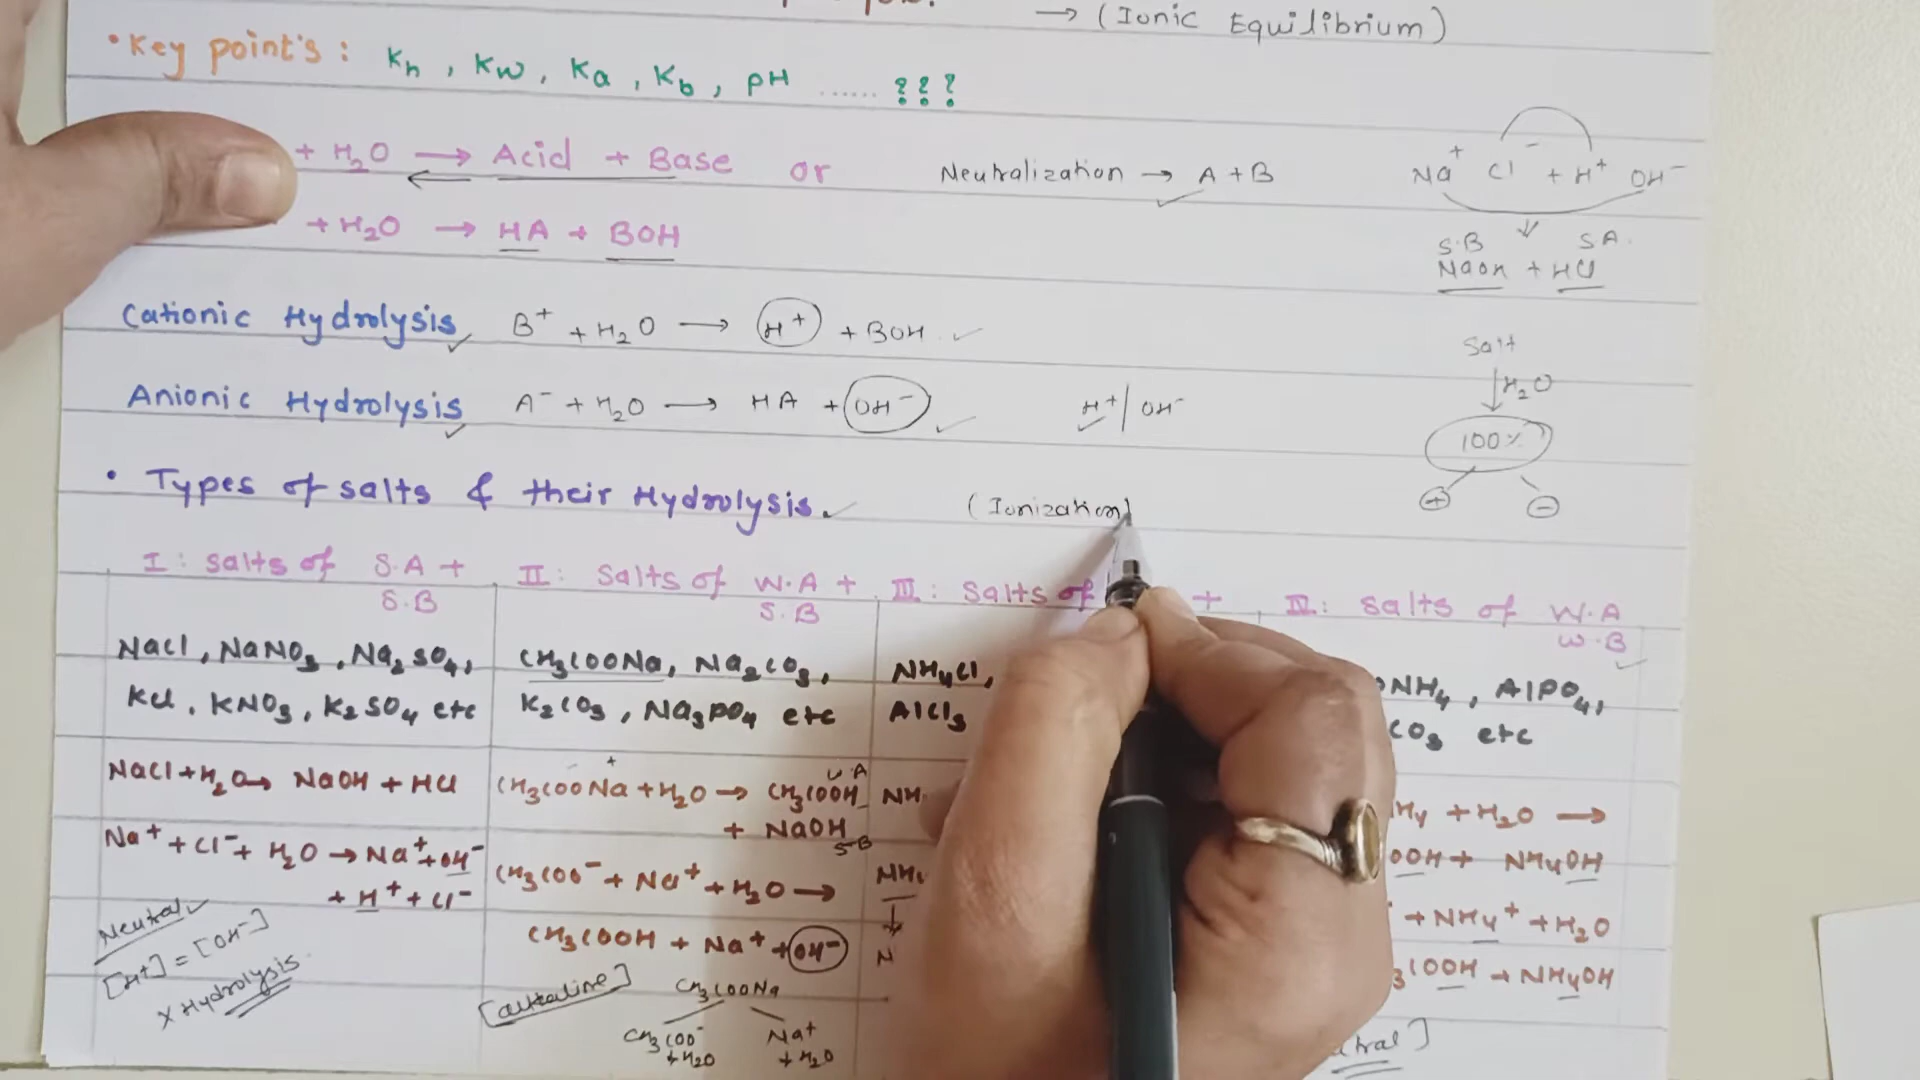 → (Ionic Equilibrium)
• Key point's : Kh , Kw , Ka , Kb , pH ...... ???
+ H2O ⟶ Acid + Base or
Neutralization → A + B
Na+ Cl- + H+ OH-
+ H2O → HA + BOH
S.B S.A.
NaOH + HCl
Cationic Hydrolysis B+ + H2O → H+ + BOH
Salt
H2O
Anionic Hydrolysis A- + H2O → HA + OH-
H+ / OH-
100%
+ -
• Types of salts & their Hydrolysis. (Ionization)
I : Salts of S.A + S.B
II : Salts of W.A + S.B
III : Salts of +
IV : Salts of W.A W.B
NaCl , NaNO3 , Na2SO4,
KCl , KNO3 , K2SO4 etc
NaCl + H2O → NaOH + HCl
Na+ + Cl- + H2O → Na+ + OH-
+ H+ + Cl-
Neutral
[H+] = [OH-]
X Hydrolysis
CH3COONa, Na2CO3,
K2CO3 , Na3PO4 etc
- +
CH3COONa + H2O → CH3COOH
W.A
+ NaOH
S.B
CH3COO- + Na+ + H2O →
CH3COOH + Na+ + OH-
[alkaline]
CH3COONa
CH3COO- Na+
+ H2O + H2O
NH4Cl,
AlCl3
NH
N
NH4 , AlPO4,
CO3 etc
+ H2O →
OOH + NH4OH
+ NH4+ + H2O
COOH + NH4OH